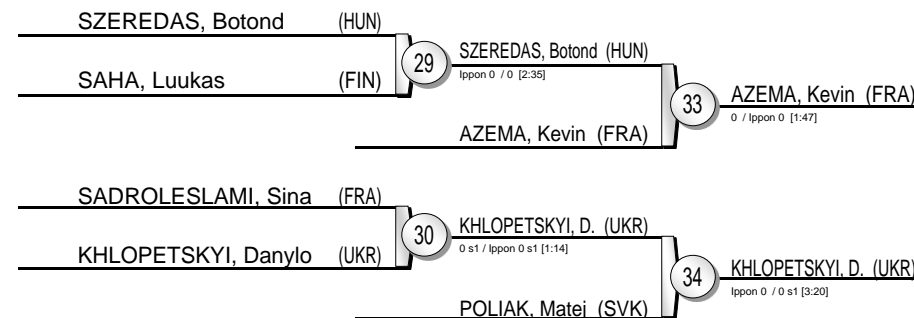 SZEREDAS, Botond (HUN)
SAHA, Luukas (FIN)
29
SZEREDAS, Botond (HUN)
Ippon 0 / 0 [2:35]
AZEMA, Kevin (FRA)
33
AZEMA, Kevin (FRA)
0 / Ippon 0 [1:47]
SADROLESLAMI, Sina (FRA)
KHLOPETSKYI, Danylo (UKR)
30
KHLOPETSKYI, D. (UKR)
0 s1 / Ippon 0 s1 [1:14]
POLIAK, Matej (SVK)
34
KHLOPETSKYI, D. (UKR)
Ippon 0 / 0 s1 [3:20]